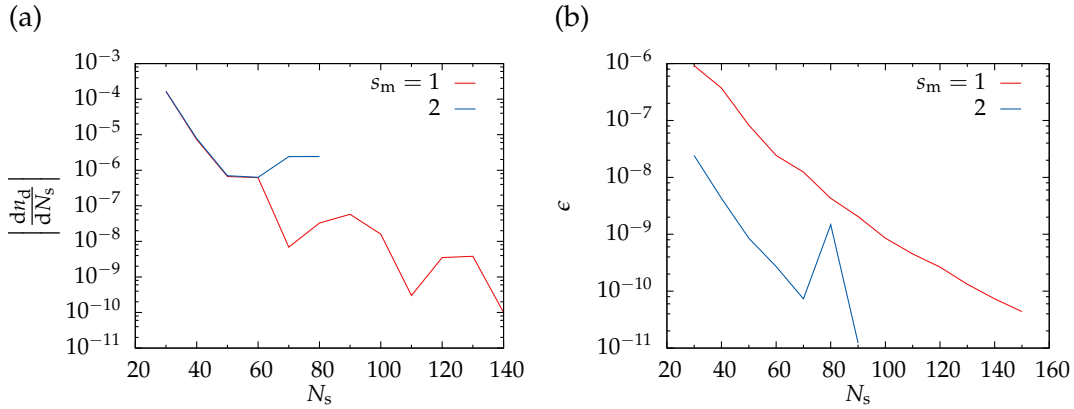 (a)
10⁻³
10⁻⁴
10⁻⁵
10⁻⁶
10⁻⁷
10⁻⁸
10⁻⁹
10⁻¹⁰
10⁻¹¹
|dn_d/dN_s|
s_m = 1
2
20 40 60 80 100 120 140
N_s
(b)
10⁻⁶
10⁻⁷
10⁻⁸
10⁻⁹
10⁻¹⁰
10⁻¹¹
ϵ
s_m = 1
2
20 40 60 80 100 120 140 160
N_s